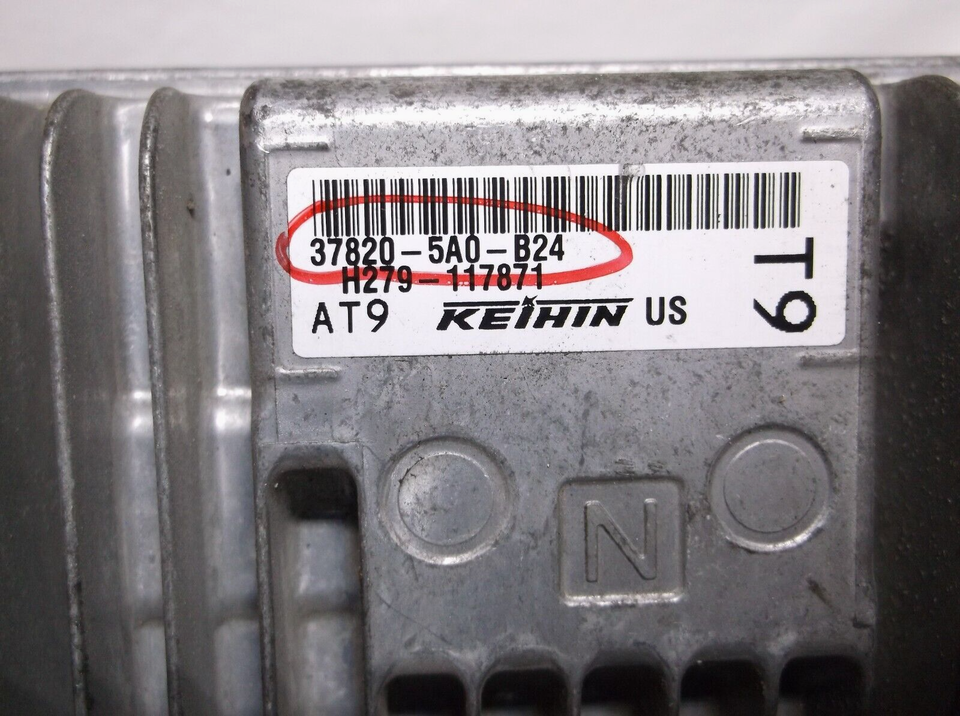 37820-5A0-B24
H279-117871
AT9 KEIHIN US
T9
N